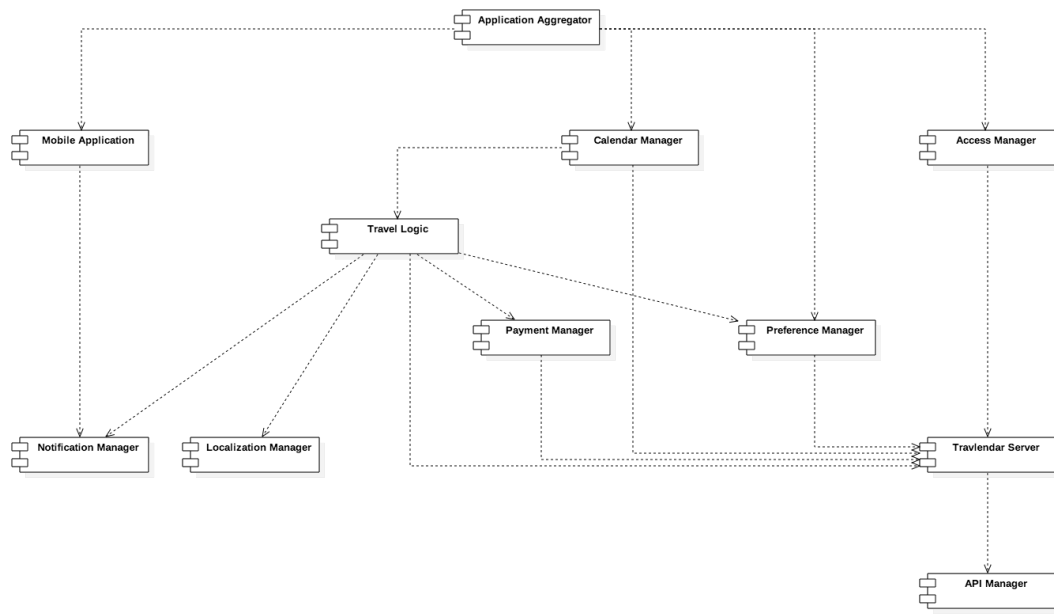 Application Aggregator
Mobile Application
Calendar Manager
Access Manager
Travel Logic
Payment Manager
Preference Manager
Notification Manager
Localization Manager
Travlendar Server
API Manager